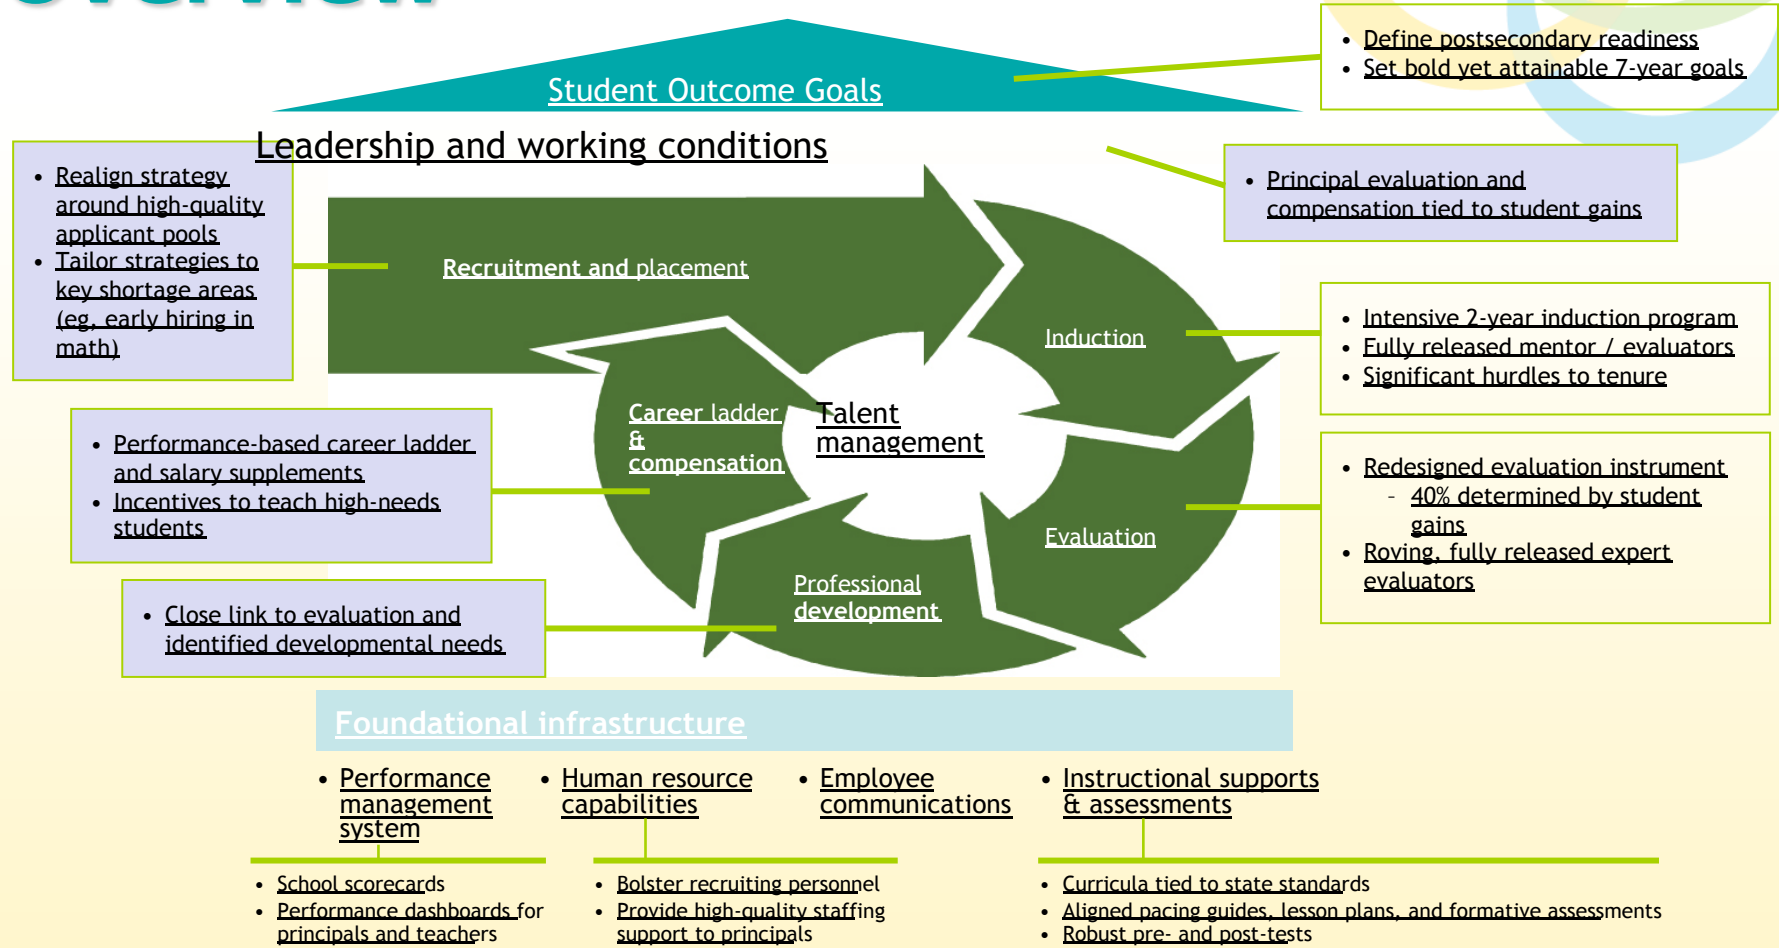 Student Outcome Goals
• Define postsecondary readiness
• Set bold yet attainable 7-year goals
Leadership and working conditions
• Principal evaluation and
compensation tied to student gains
• Realign strategy
around high-quality
applicant pools
• Tailor strategies to
key shortage areas
(eg, early hiring in
math)
Recruitment and placement
Induction
• Intensive 2-year induction program
• Fully released mentor / evaluators
• Significant hurdles to tenure
Career ladder
&
compensation
Talent
management
• Performance-based career ladder
and salary supplements
• Incentives to teach high-needs
students
Evaluation
• Redesigned evaluation instrument
- 40% determined by student
gains
• Roving, fully released expert
evaluators
Professional
development
• Close link to evaluation and
identified developmental needs
Foundational infrastructure
• Performance
management
system
• Human resource
capabilities
• Employee
communications
• Instructional supports
& assessments
• School scorecards
• Performance dashboards for
principals and teachers
• Bolster recruiting personnel
• Provide high-quality staffing
support to principals
• Curricula tied to state standards
• Aligned pacing guides, lesson plans, and formative assessments
• Robust pre- and post-tests